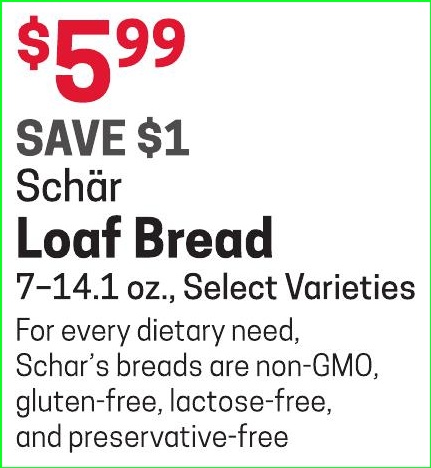 $5.99
SAVE $1
Schär
Loaf Bread
7–14.1 oz., Select Varieties
For every dietary need,
Schar's breads are non-GMO,
gluten-free, lactose-free,
and preservative-free